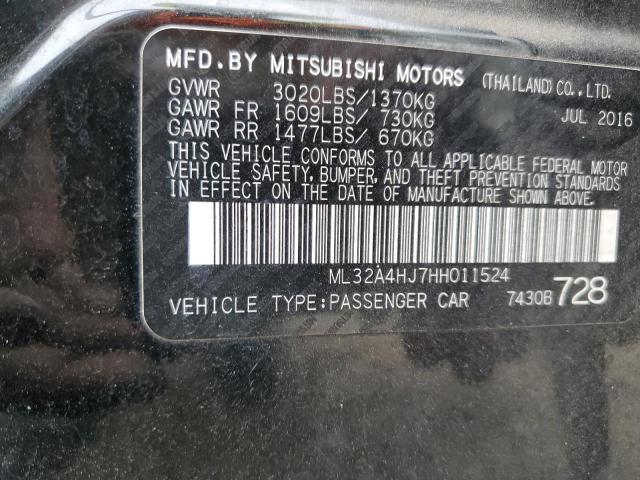 MFD.BY MITSUBISHI MOTORS (THAILAND) CO., LTD.
GVWR 3020LBS/1370KG JUL 2016
GAWR FR 1609LBS/ 730KG
GAWR RR 1477LBS/ 670KG
THIS VEHICLE CONFORMS TO ALL APPLICABLE FEDERAL MOTOR
VEHICLE SAFETY, BUMPER, AND THEFT PREVENTION STANDARDS
IN EFFECT ON THE DATE OF MANUFACTURE SHOWN ABOVE.
ML32A4HJ7HH011524
VEHICLE TYPE:PASSENGER CAR 7430B 728